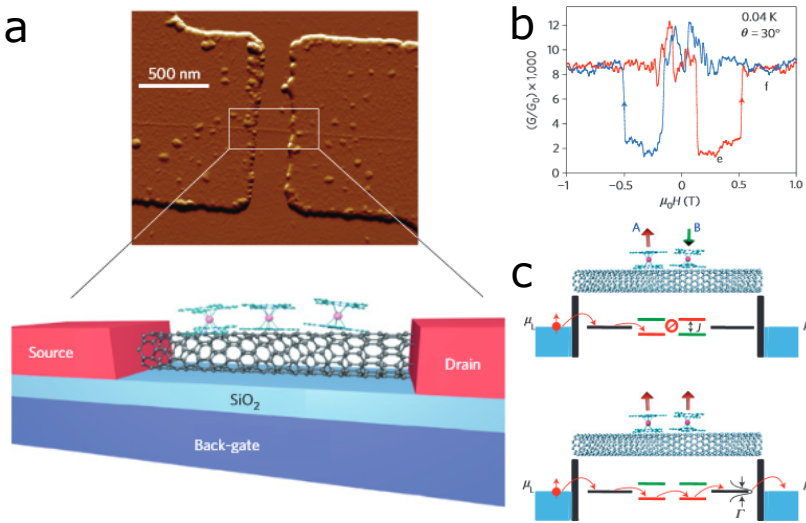 a
500 nm
Source
Drain
SiO₂
Back-gate
b
0.04 K
θ = 30°
(G/G₀) × 1,000
12
10
8
6
4
2
0
f
e
-1
-0.5
0
0.5
1.0
μ₀H (T)
c
A
B
μL
J
μL
Γ